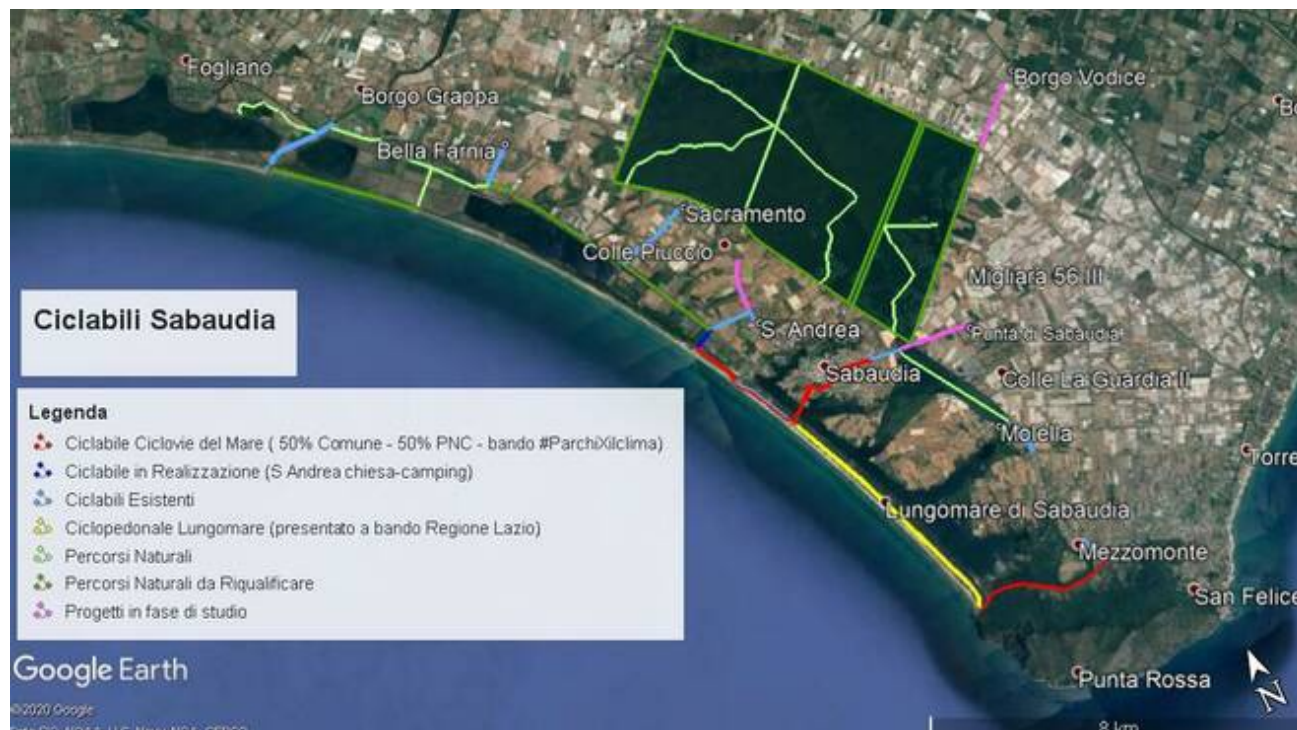 Fogliano
Borgo Grappa
Bella Farnia
Borgo Vodice
Sacramento
Colle Piuccio
Migliara 56 III
S. Andrea
Punta di Sabaudia
Sabaudia
Colle La Guardia II
Molella
Torre
Lungomare di Sabaudia
Mezzomonte
San Felice
Punta Rossa
Ciclabili Sabaudia
Legenda
Ciclabile Ciclovie del Mare ( 50% Comune - 50% PNC - bando #ParchiXilclima)
Ciclabile in Realizzazione (S Andrea chiesa-camping)
Ciclabili Esistenti
Ciclopedonale Lungomare (presentato a bando Regione Lazio)
Percorsi Naturali
Percorsi Naturali da Riqualificare
Progetti in fase di studio
Google Earth
©2020 Google
N
8 km